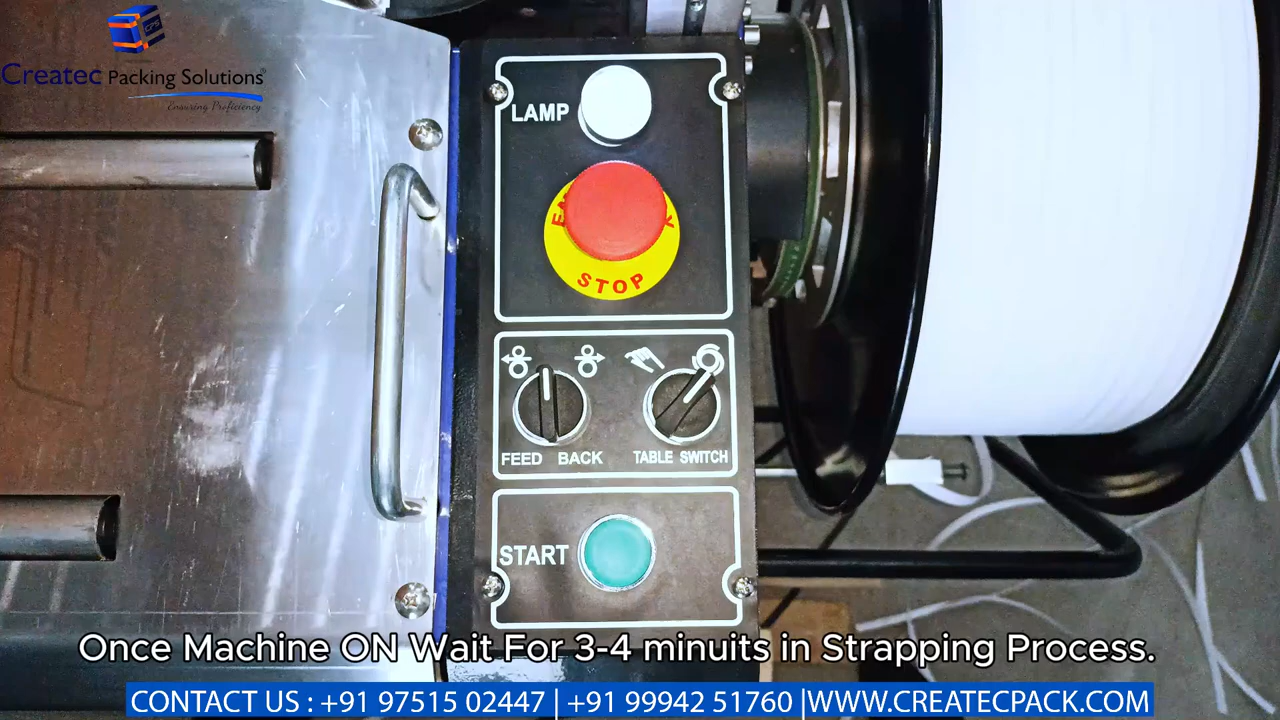 CPS
Createc Packing Solutions®
Ensuring Proficiency
LAMP
STOP
FEED BACK
TABLE SWITCH
START
Once Machine ON Wait For 3-4 minuits in Strapping Process.
CONTACT US : +91 97515 02447 | +91 99942 51760 |WWW.CREATECPACK.COM